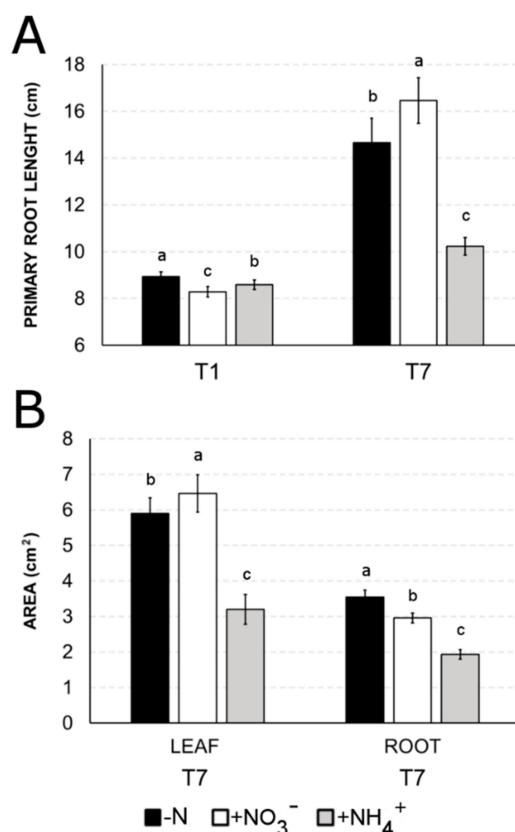 A
PRIMARY ROOT LENGHT (cm)
18
16
14
12
10
8
6
a
c
b
b
a
c
T1
T7
B
AREA (cm²)
8
7
6
5
4
3
2
1
0
b
a
c
a
b
c
LEAF
ROOT
T7
T7
-N +NO₃⁻ +NH₄⁺